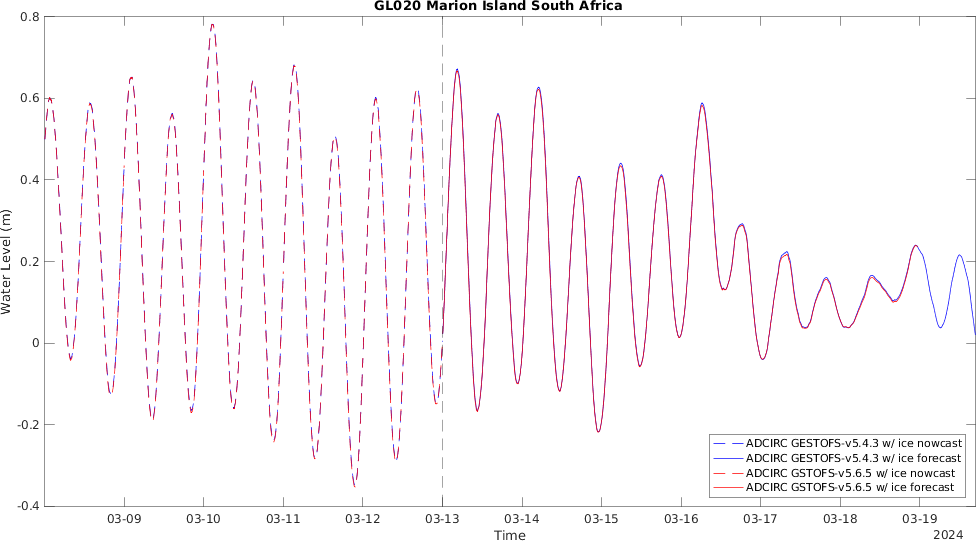 GL020 Marion Island South Africa
0.8
0.6
0.4
0.2
0
-0.2
-0.4
Water Level (m)
ADCIRC GESTOFS-v5.4.3 w/ ice nowcast
ADCIRC GESTOFS-v5.4.3 w/ ice forecast
ADCIRC GSTOFS-v5.6.5 w/ ice nowcast
ADCIRC GSTOFS-v5.6.5 w/ ice forecast
03-09 03-10 03-11 03-12 03-13 03-14 03-15 03-16 03-17 03-18 03-19
Time
2024